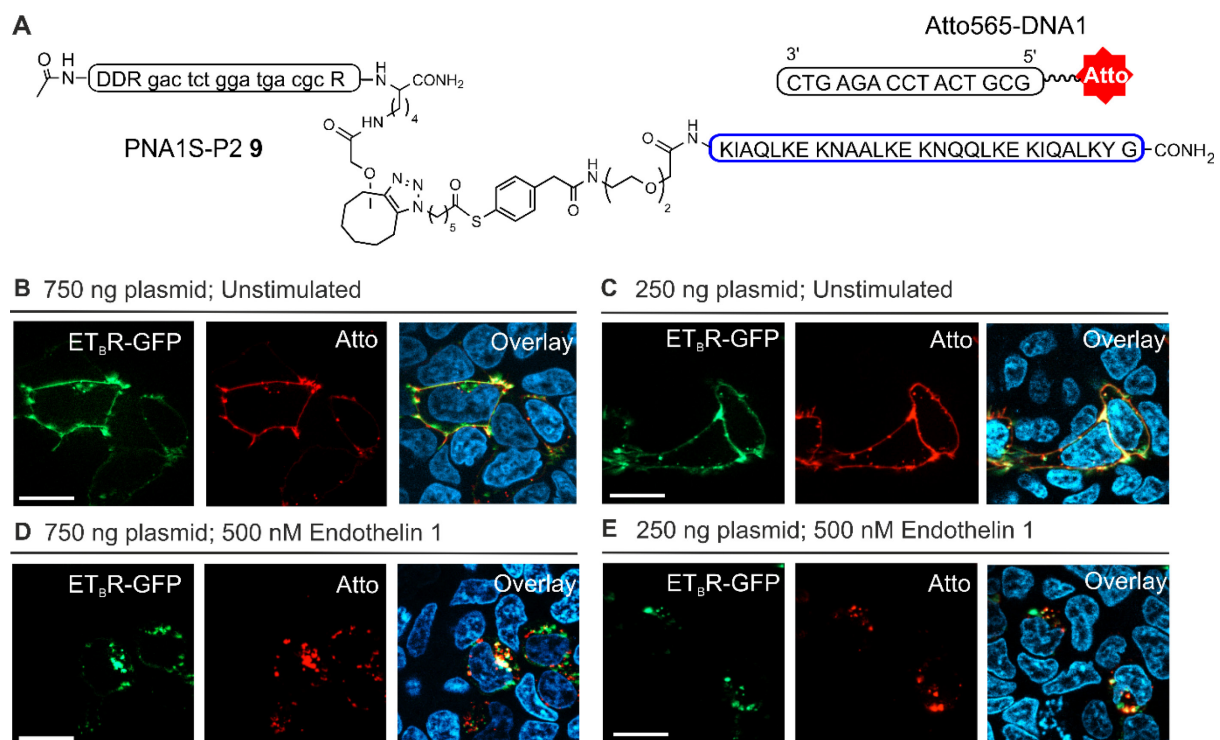 A
Atto565-DNA1
O
H
N
DDR gac tct gga tga cgc R
H
N
CONH₂
3'
5'
CTG AGA CCT ACT GCG
Atto
HN
4
O
PNA1S-P2 9
O
N
N
N
5
O
S
O
H
N
O
2
O
H
N
KIAQLKE KNAALKE KNQQLKE KIQALKYG
CONH₂
B 750 ng plasmid; Unstimulated
C 250 ng plasmid; Unstimulated
ETBR-GFP
Atto
Overlay
ETBR-GFP
Atto
Overlay
D 750 ng plasmid; 500 nM Endothelin 1
E 250 ng plasmid; 500 nM Endothelin 1
ETBR-GFP
Atto
Overlay
ETBR-GFP
Atto
Overlay